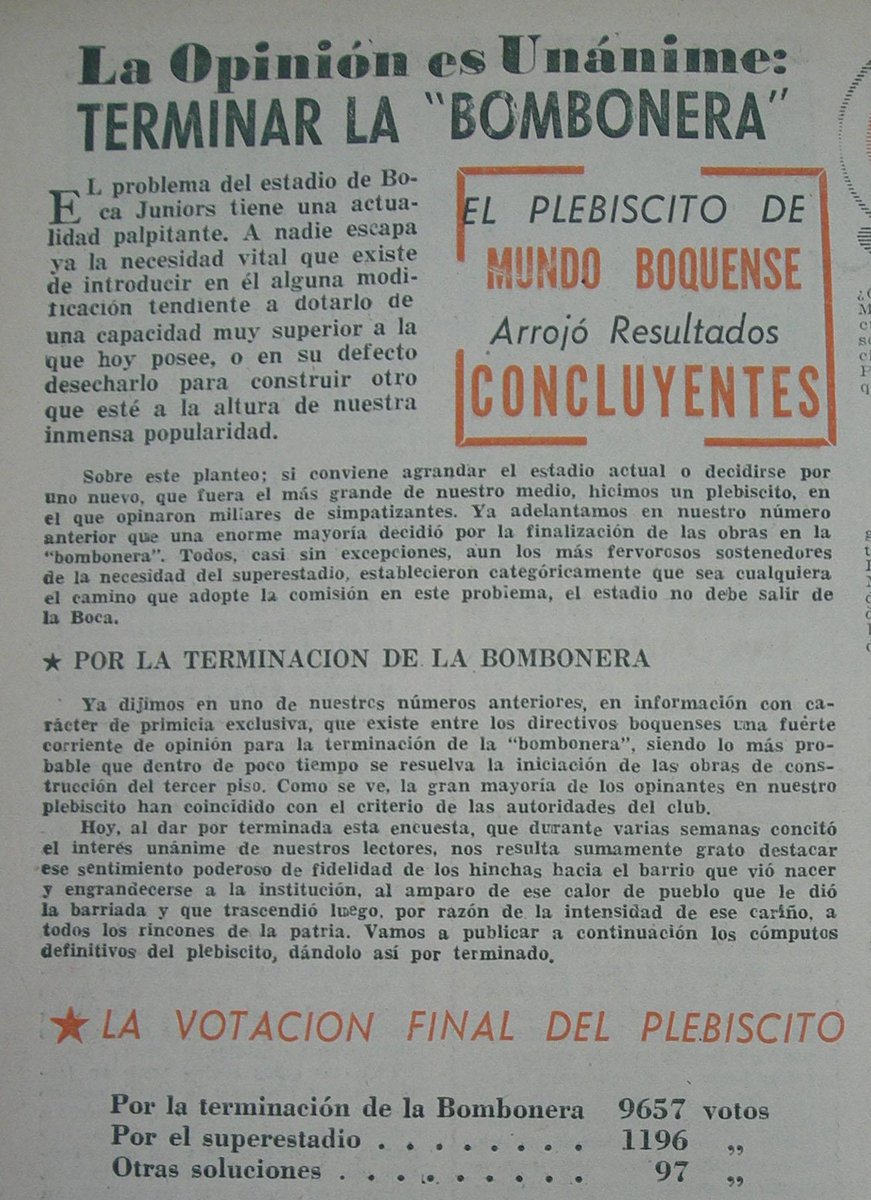 La Opinión es Unánime:
TERMINAR LA "BOMBONERA"
EL problema del estadio de Bo-
ca Juniors tiene una actua-
lidad palpitante. A nadie escapa
ya la necesidad vital que existe
de introducir en él alguna modi-
ficación tendiente a dotarlo de
una capacidad muy superior a la
que hoy posee, o en su defecto
desecharlo para construir otro
que esté a la altura de nuestra
inmensa popularidad.
EL PLEBISCITO DE
MUNDO BOQUENSE
Arrojó Resultados
CONCLUYENTES
Sobre este planteo; si conviene agrandar el estadio actual o decidirse por
uno nuevo, que fuera el más grande de nuestro medio, hicimos un plebiscito, en
el que opinaron millares de simpatizantes. Ya adelantamos en nuestro número
anterior que una enorme mayoría decidió por la finalización de las obras en la
"bombonera". Todos, casi sin excepciones, aun los más fervorosos sostenedores
de la necesidad del superestadio, establecieron categóricamente que sea cualquiera
el camino que adopte la comisión en este problema, el estadio no debe salir de
la Boca.
★ POR LA TERMINACION DE LA BOMBONERA
Ya dijimos en uno de nuestros números anteriores, en información con ca-
rácter de primicia exclusiva, que existe entre los directivos boquenses una fuerte
corriente de opinión para la terminación de la "bombonera", siendo lo más pro-
bable que dentro de poco tiempo se resuelva la iniciación de las obras de cons-
trucción del tercer piso. Como se ve, la gran mayoría de los opinantes en nuestro
plebiscito han coincidido con el criterio de las autoridades del club.
Hoy, al dar por terminada esta encuesta, que durante varias semanas concitó
el interés unánime de nuestros lectores, nos resulta sumamente grato destacar
ese sentimiento poderoso de fidelidad de los hinchas hacia el barrio que vió nacer
y engrandecerse a la institución, al amparo de ese calor de pueblo que le dió
la barriada y que trascendió luego, por razón de la intensidad de ese cariño, a
todos los rincones de la patria. Vamos a publicar a continuación los cómputos
definitivos del plebiscito, dándolo así por terminado.
★ LA VOTACION FINAL DEL PLEBISCITO
Por la terminación de la Bombonera 9657 votos
Por el superestadio . . . . . . . . 1196 „
Otras soluciones . . . . . . . . . 97 „